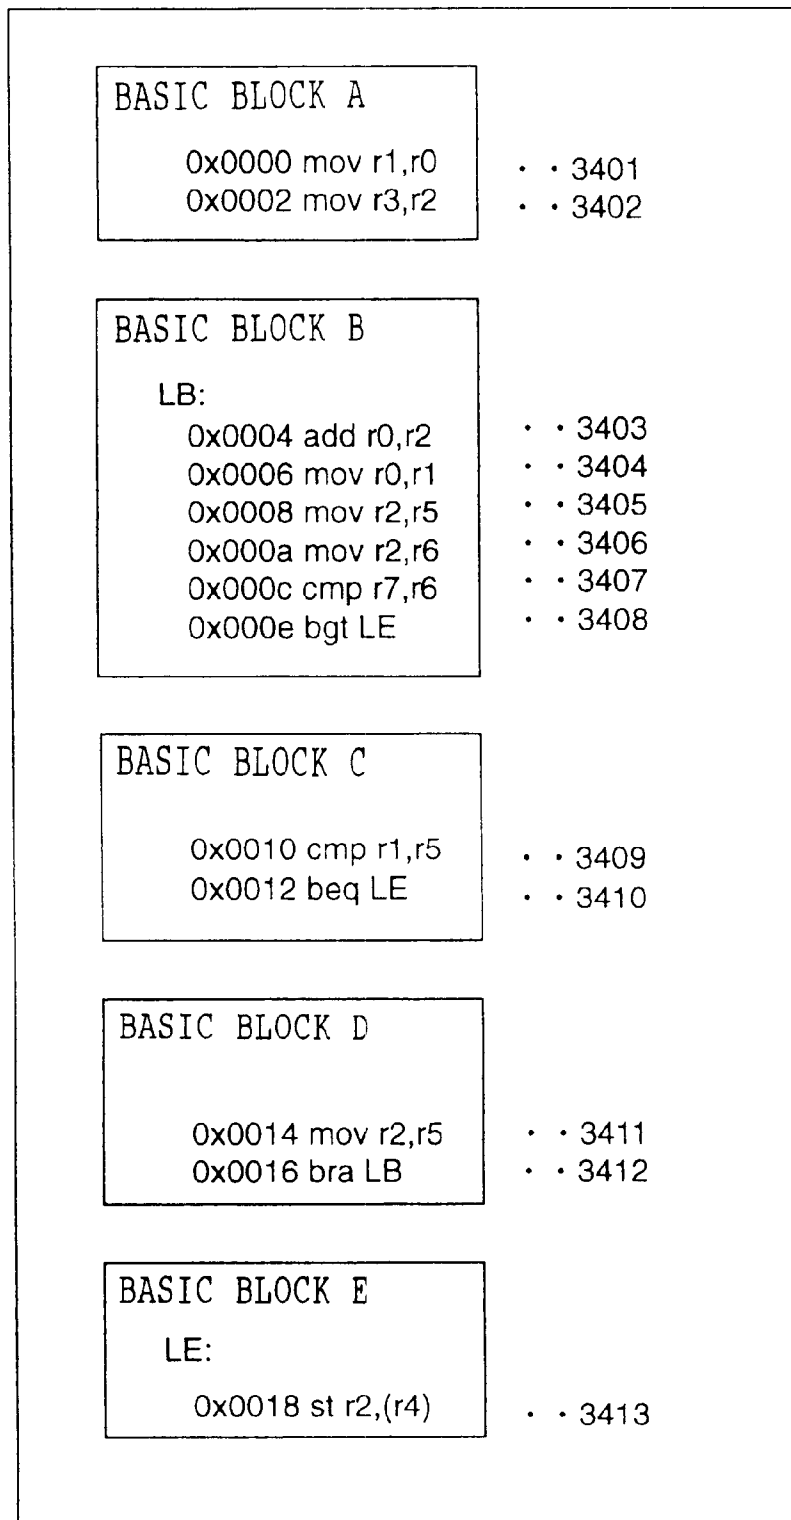 BASIC BLOCK A
0x0000 mov r1,r0 · · 3401
0x0002 mov r3,r2 · · 3402
BASIC BLOCK B
LB:
0x0004 add r0,r2 · · 3403
0x0006 mov r0,r1 · · 3404
0x0008 mov r2,r5 · · 3405
0x000a mov r2,r6 · · 3406
0x000c cmp r7,r6 · · 3407
0x000e bgt LE · · 3408
BASIC BLOCK C
0x0010 cmp r1,r5 · · 3409
0x0012 beq LE · · 3410
BASIC BLOCK D
0x0014 mov r2,r5 · · 3411
0x0016 bra LB · · 3412
BASIC BLOCK E
LE:
0x0018 st r2,(r4) · · 3413